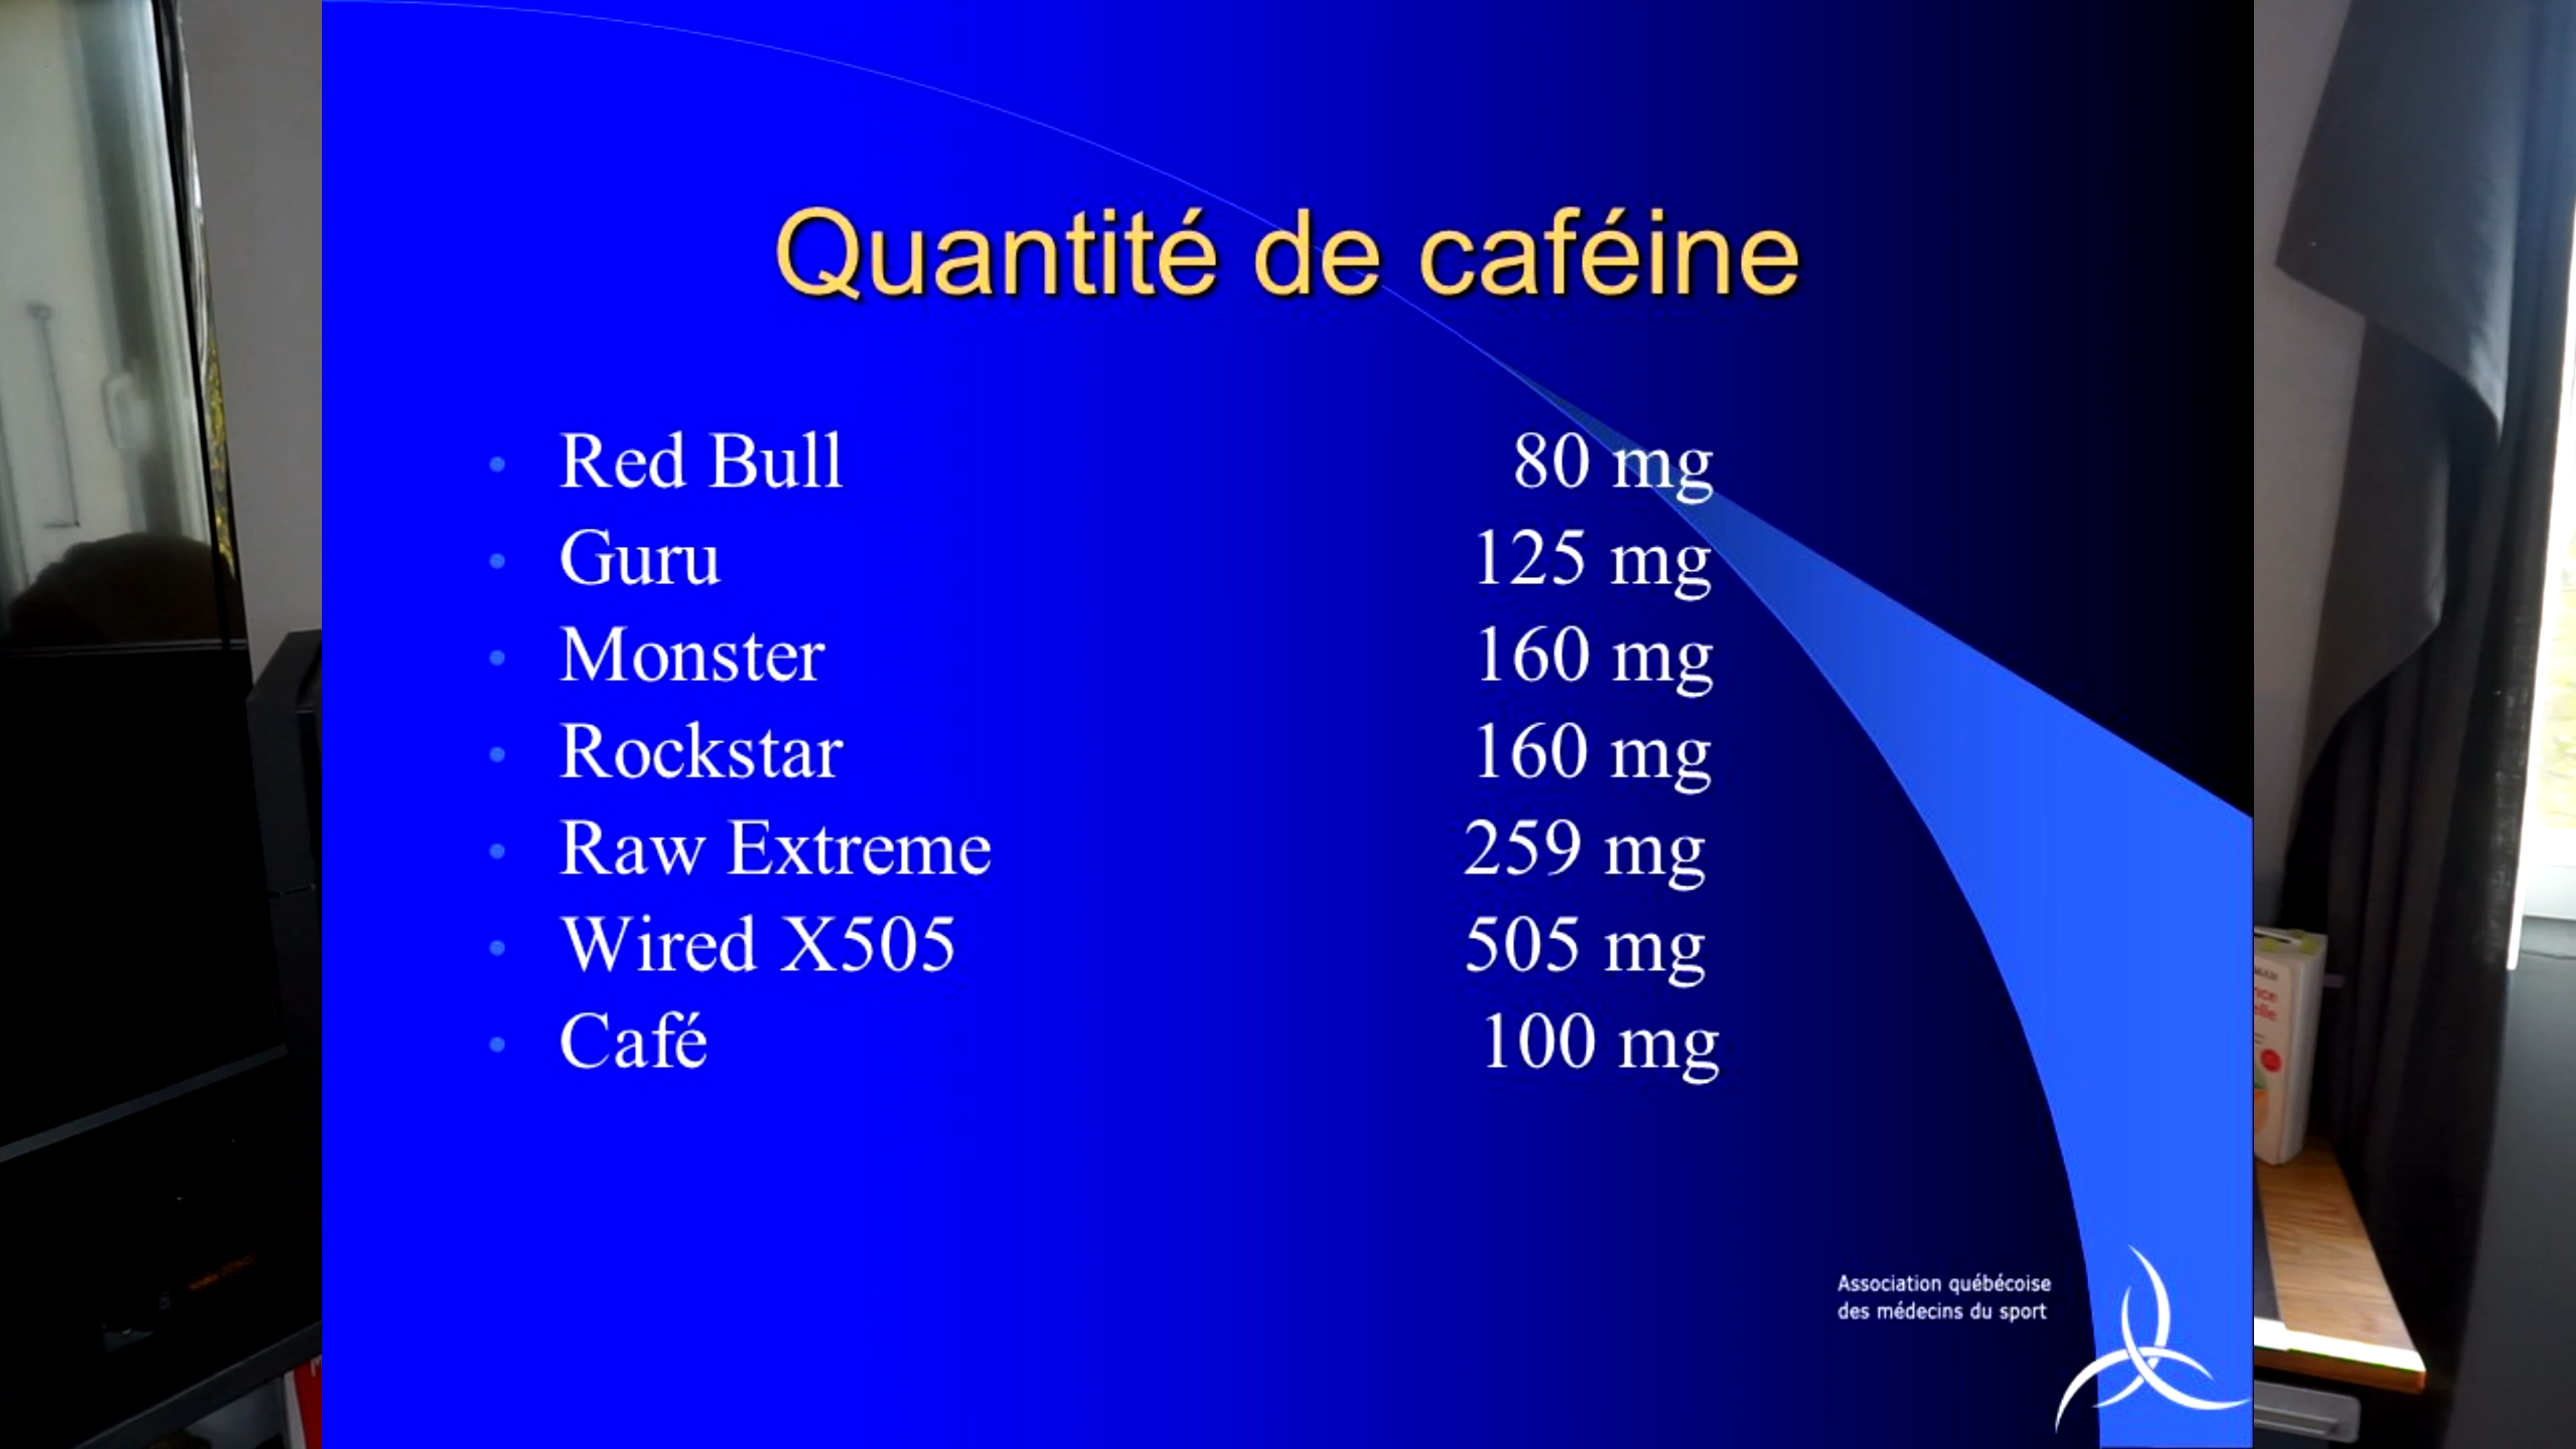 Quantité de caféine
• Red Bull 80 mg
• Guru 125 mg
• Monster 160 mg
• Rockstar 160 mg
• Raw Extreme 259 mg
• Wired X505 505 mg
• Café 100 mg
Association québécoise
des médecins du sport